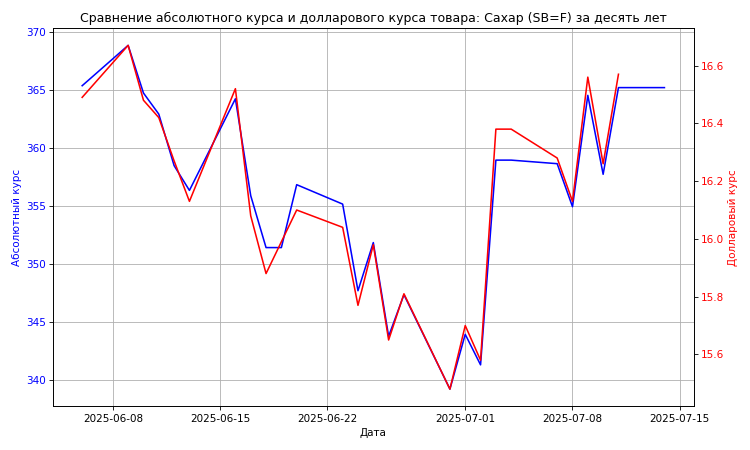 Сравнение абсолютного курса и долларового курса товара: Сахар (SB=F) за десять лет
370
365
360
355
350
345
340
Абсолютный курс
16.6
16.4
16.2
16.0
15.8
15.6
Долларовый курс
2025-06-08 2025-06-15 2025-06-22 2025-07-01 2025-07-08 2025-07-15
Дата